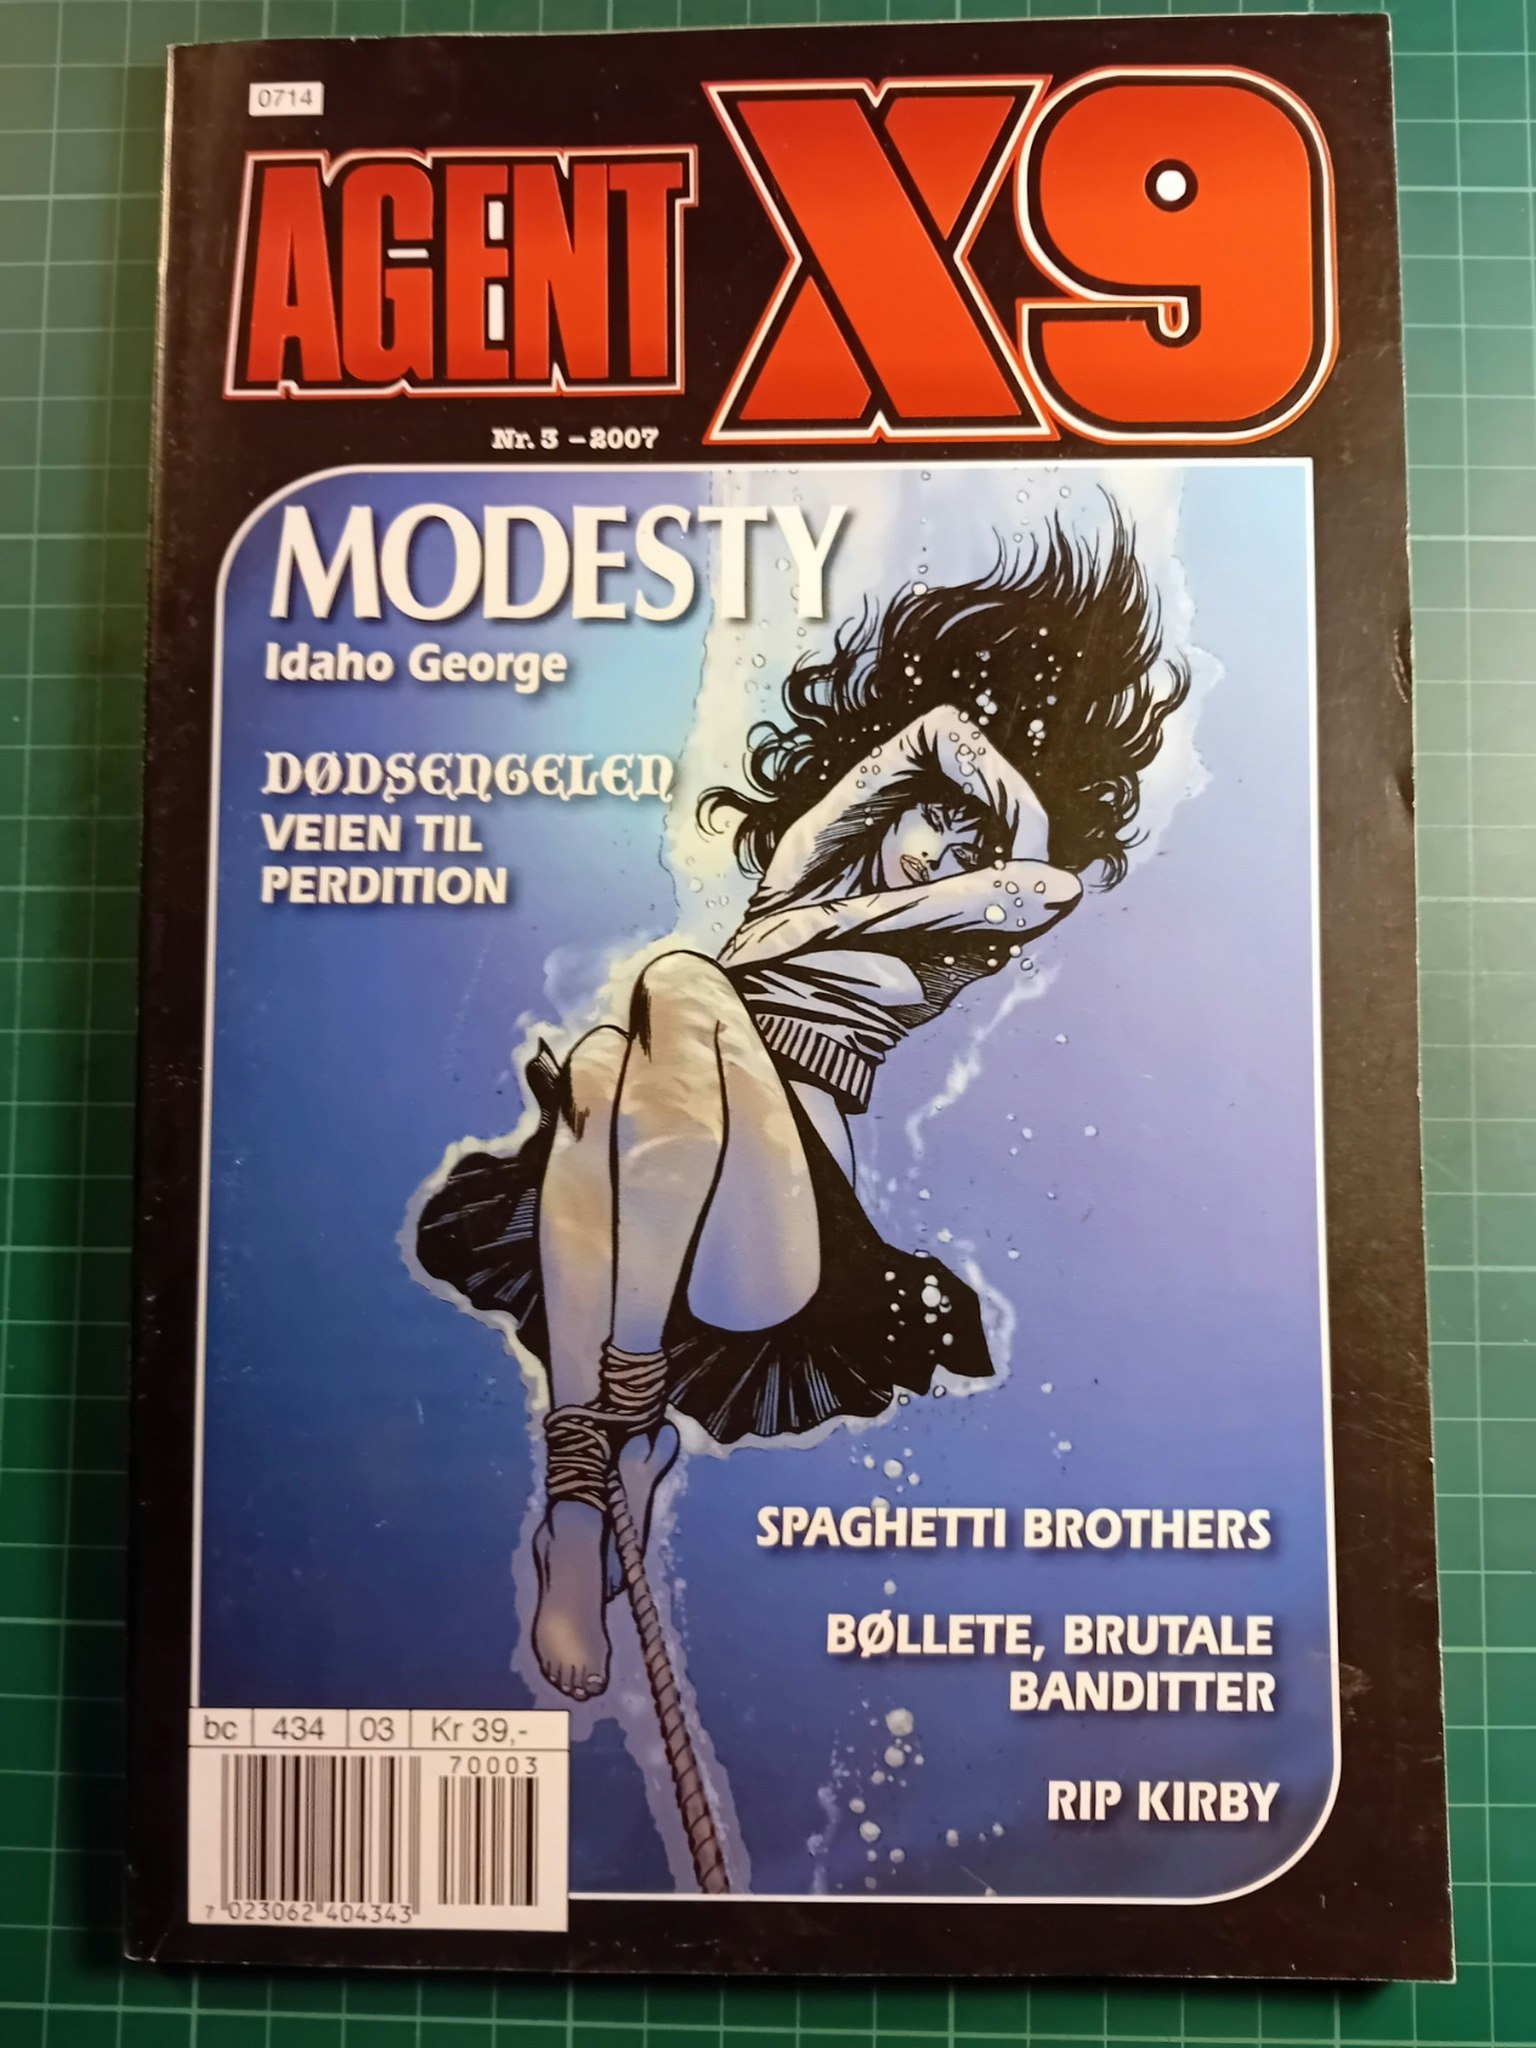 0714
AGENT X9
Nr. 3 - 2007
MODESTY
Idaho George
DØDSENGELEN
VEIEN TIL
PERDITION
SPAGHETTI BROTHERS
BØLLETE, BRUTALE
BANDITTER
RIP KIRBY
bc 434 03 Kr 39,-
70003
7 023062 404343